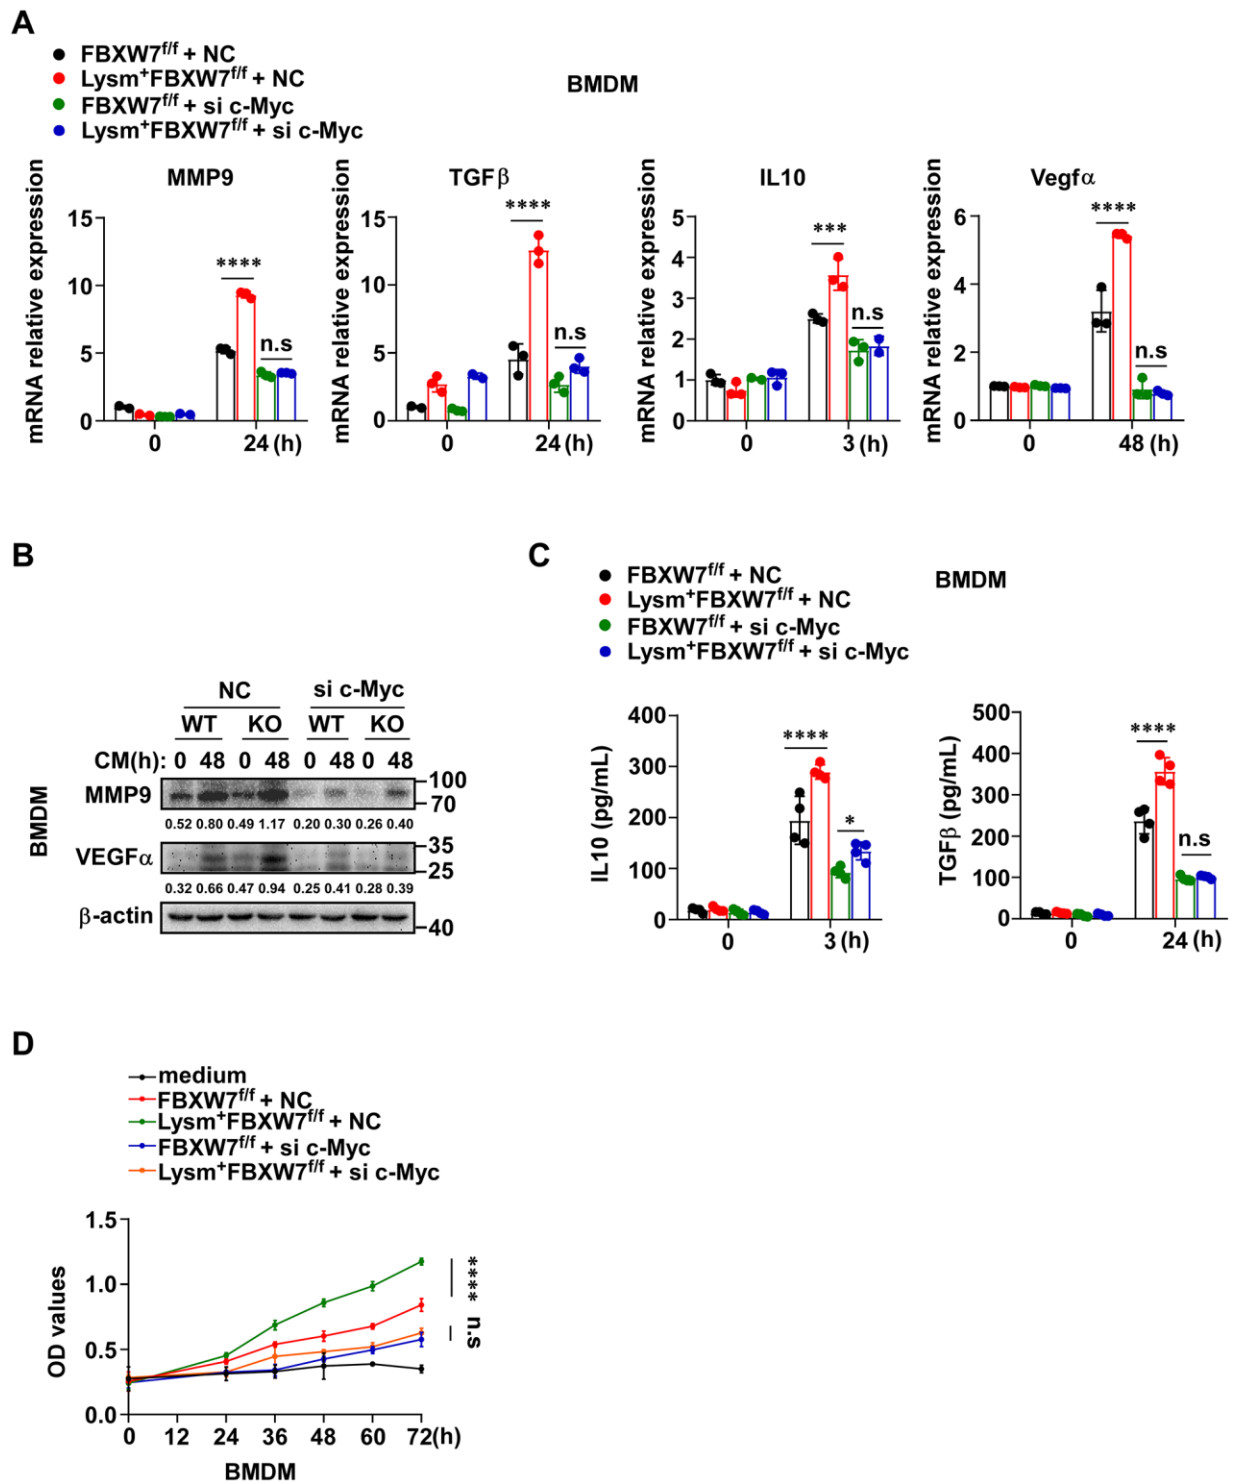 A
FBXW7f/f + NC
Lysm+FBXW7f/f + NC
FBXW7f/f + si c-Myc
Lysm+FBXW7f/f + si c-Myc
BMDM
MMP9
mRNA relative expression
15
10
5
0
****
n.s
0
24 (h)
TGFβ
mRNA relative expression
15
10
5
0
****
n.s
0
24 (h)
IL10
mRNA relative expression
5
4
3
2
1
0
***
n.s
0
3 (h)
Vegfα
mRNA relative expression
6
4
2
0
****
n.s
0
48 (h)
B
BMDM
NC si c-Myc
WT KO WT KO
CM(h): 0 48 0 48 0 48 0 48
MMP9
100
70
0.52 0.80 0.49 1.17 0.20 0.30 0.26 0.40
VEGFα
35
25
0.32 0.66 0.47 0.94 0.25 0.41 0.28 0.39
β-actin
40
C
FBXW7f/f + NC
Lysm+FBXW7f/f + NC
FBXW7f/f + si c-Myc
Lysm+FBXW7f/f + si c-Myc
BMDM
IL10 (pg/mL)
400
300
200
100
0
****
*
0
3 (h)
TGFβ (pg/mL)
500
400
300
200
100
0
****
n.s
0
24 (h)
D
medium
FBXW7f/f + NC
Lysm+FBXW7f/f + NC
FBXW7f/f + si c-Myc
Lysm+FBXW7f/f + si c-Myc
OD values
1.5
1.0
0.5
0.0
****
n.s
0 12 24 36 48 60 72(h)
BMDM